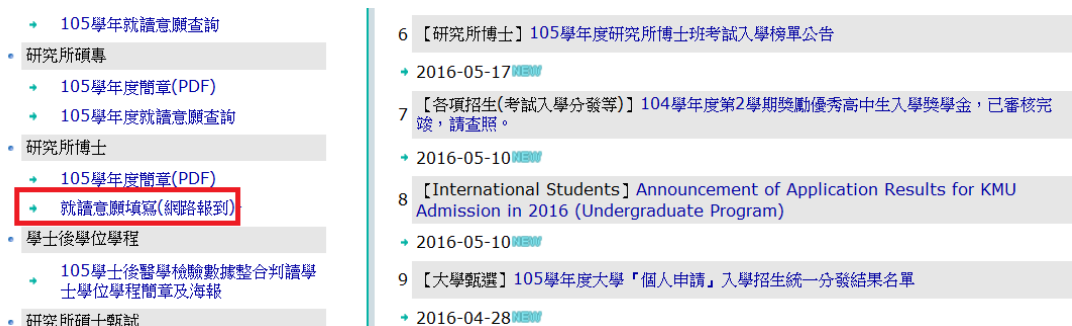 105學年就讀意願查詢
研究所碩專
105學年度簡章(PDF)
105學年度就讀意願查詢
研究所博士
105學年度簡章(PDF)
就讀意願填寫(網路報到)
學士後學位學程
105學士後醫學檢驗數據整合判讀學
士學位學程簡章及海報
研究所碩士甄試
6 【研究所博士】105學年度研究所博士班考試入學榜單公告
2016-05-17 NEW
7 【各項招生(考試入學分發等)】104學年度第2學期獎勵優秀高中生入學獎學金，已審核完
竣，請查照。
2016-05-10 NEW
8 【International Students】Announcement of Application Results for KMU
Admission in 2016 (Undergraduate Program)
2016-05-10 NEW
9 【大學甄選】105學年度大學『個人申請』入學招生統一分發結果名單
2016-04-28 NEW